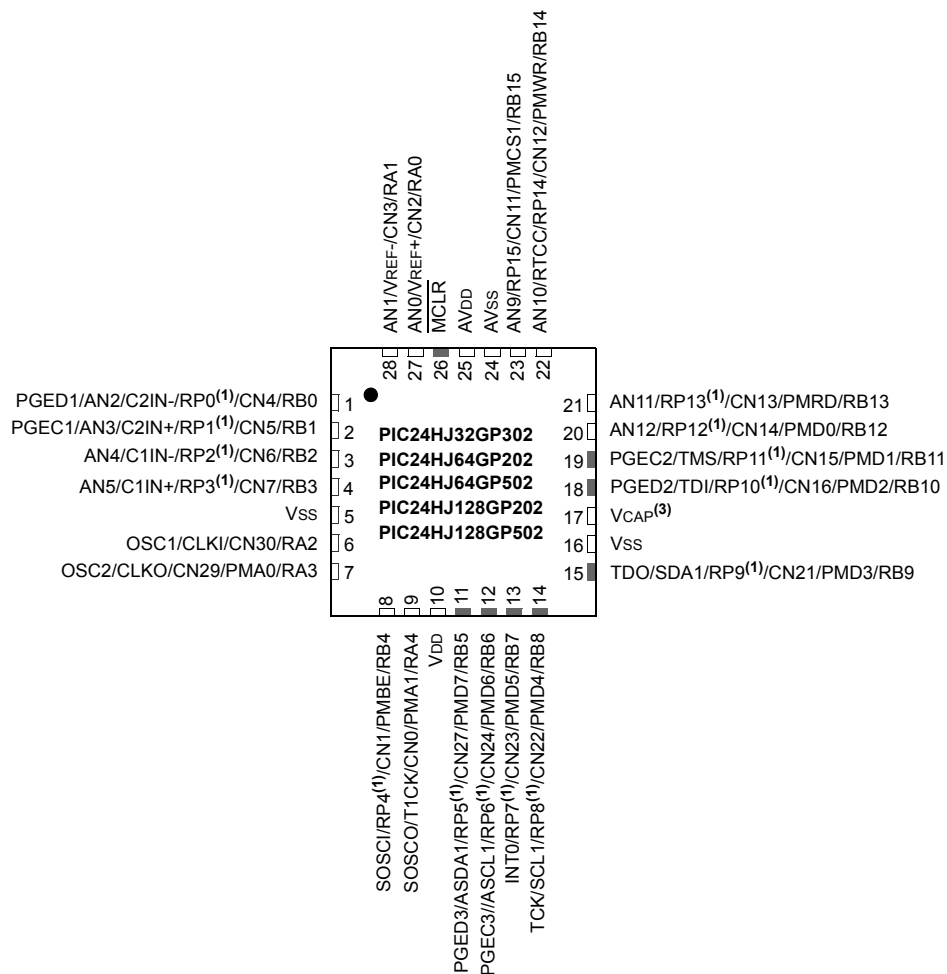 AN1/VREF-/CN3/RA1
AN0/VREF+/CN2/RA0
MCLR
AVDD
AVSS
AN9/RP15/CN11/PMCS1/RB15
AN10/RTCC/RP14/CN12/PMWR/RB14
28
27
26
25
24
23
22
PGED1/AN2/C2IN-/RP0(1)/CN4/RB0
1
PGEC1/AN3/C2IN+/RP1(1)/CN5/RB1
2
AN4/C1IN-/RP2(1)/CN6/RB2
3
AN5/C1IN+/RP3(1)/CN7/RB3
4
VSS
5
OSC1/CLKI/CN30/RA2
6
OSC2/CLKO/CN29/PMA0/RA3
7
PIC24HJ32GP302
PIC24HJ64GP202
PIC24HJ64GP502
PIC24HJ128GP202
PIC24HJ128GP502
21
AN11/RP13(1)/CN13/PMRD/RB13
20
AN12/RP12(1)/CN14/PMD0/RB12
19
PGEC2/TMS/RP11(1)/CN15/PMD1/RB11
18
PGED2/TDI/RP10(1)/CN16/PMD2/RB10
17
VCAP(3)
16
VSS
15
TDO/SDA1/RP9(1)/CN21/PMD3/RB9
8
9
10
11
12
13
14
SOSCI/RP4(1)/CN1/PMBE/RB4
SOSCO/T1CK/CN0/PMA1/RA4
VDD
PGED3/ASDA1/RP5(1)/CN27/PMD7/RB5
PGEC3//ASCL1/RP6(1)/CN24/PMD6/RB6
INT0/RP7(1)/CN23/PMD5/RB7
TCK/SCL1/RP8(1)/CN22/PMD4/RB8